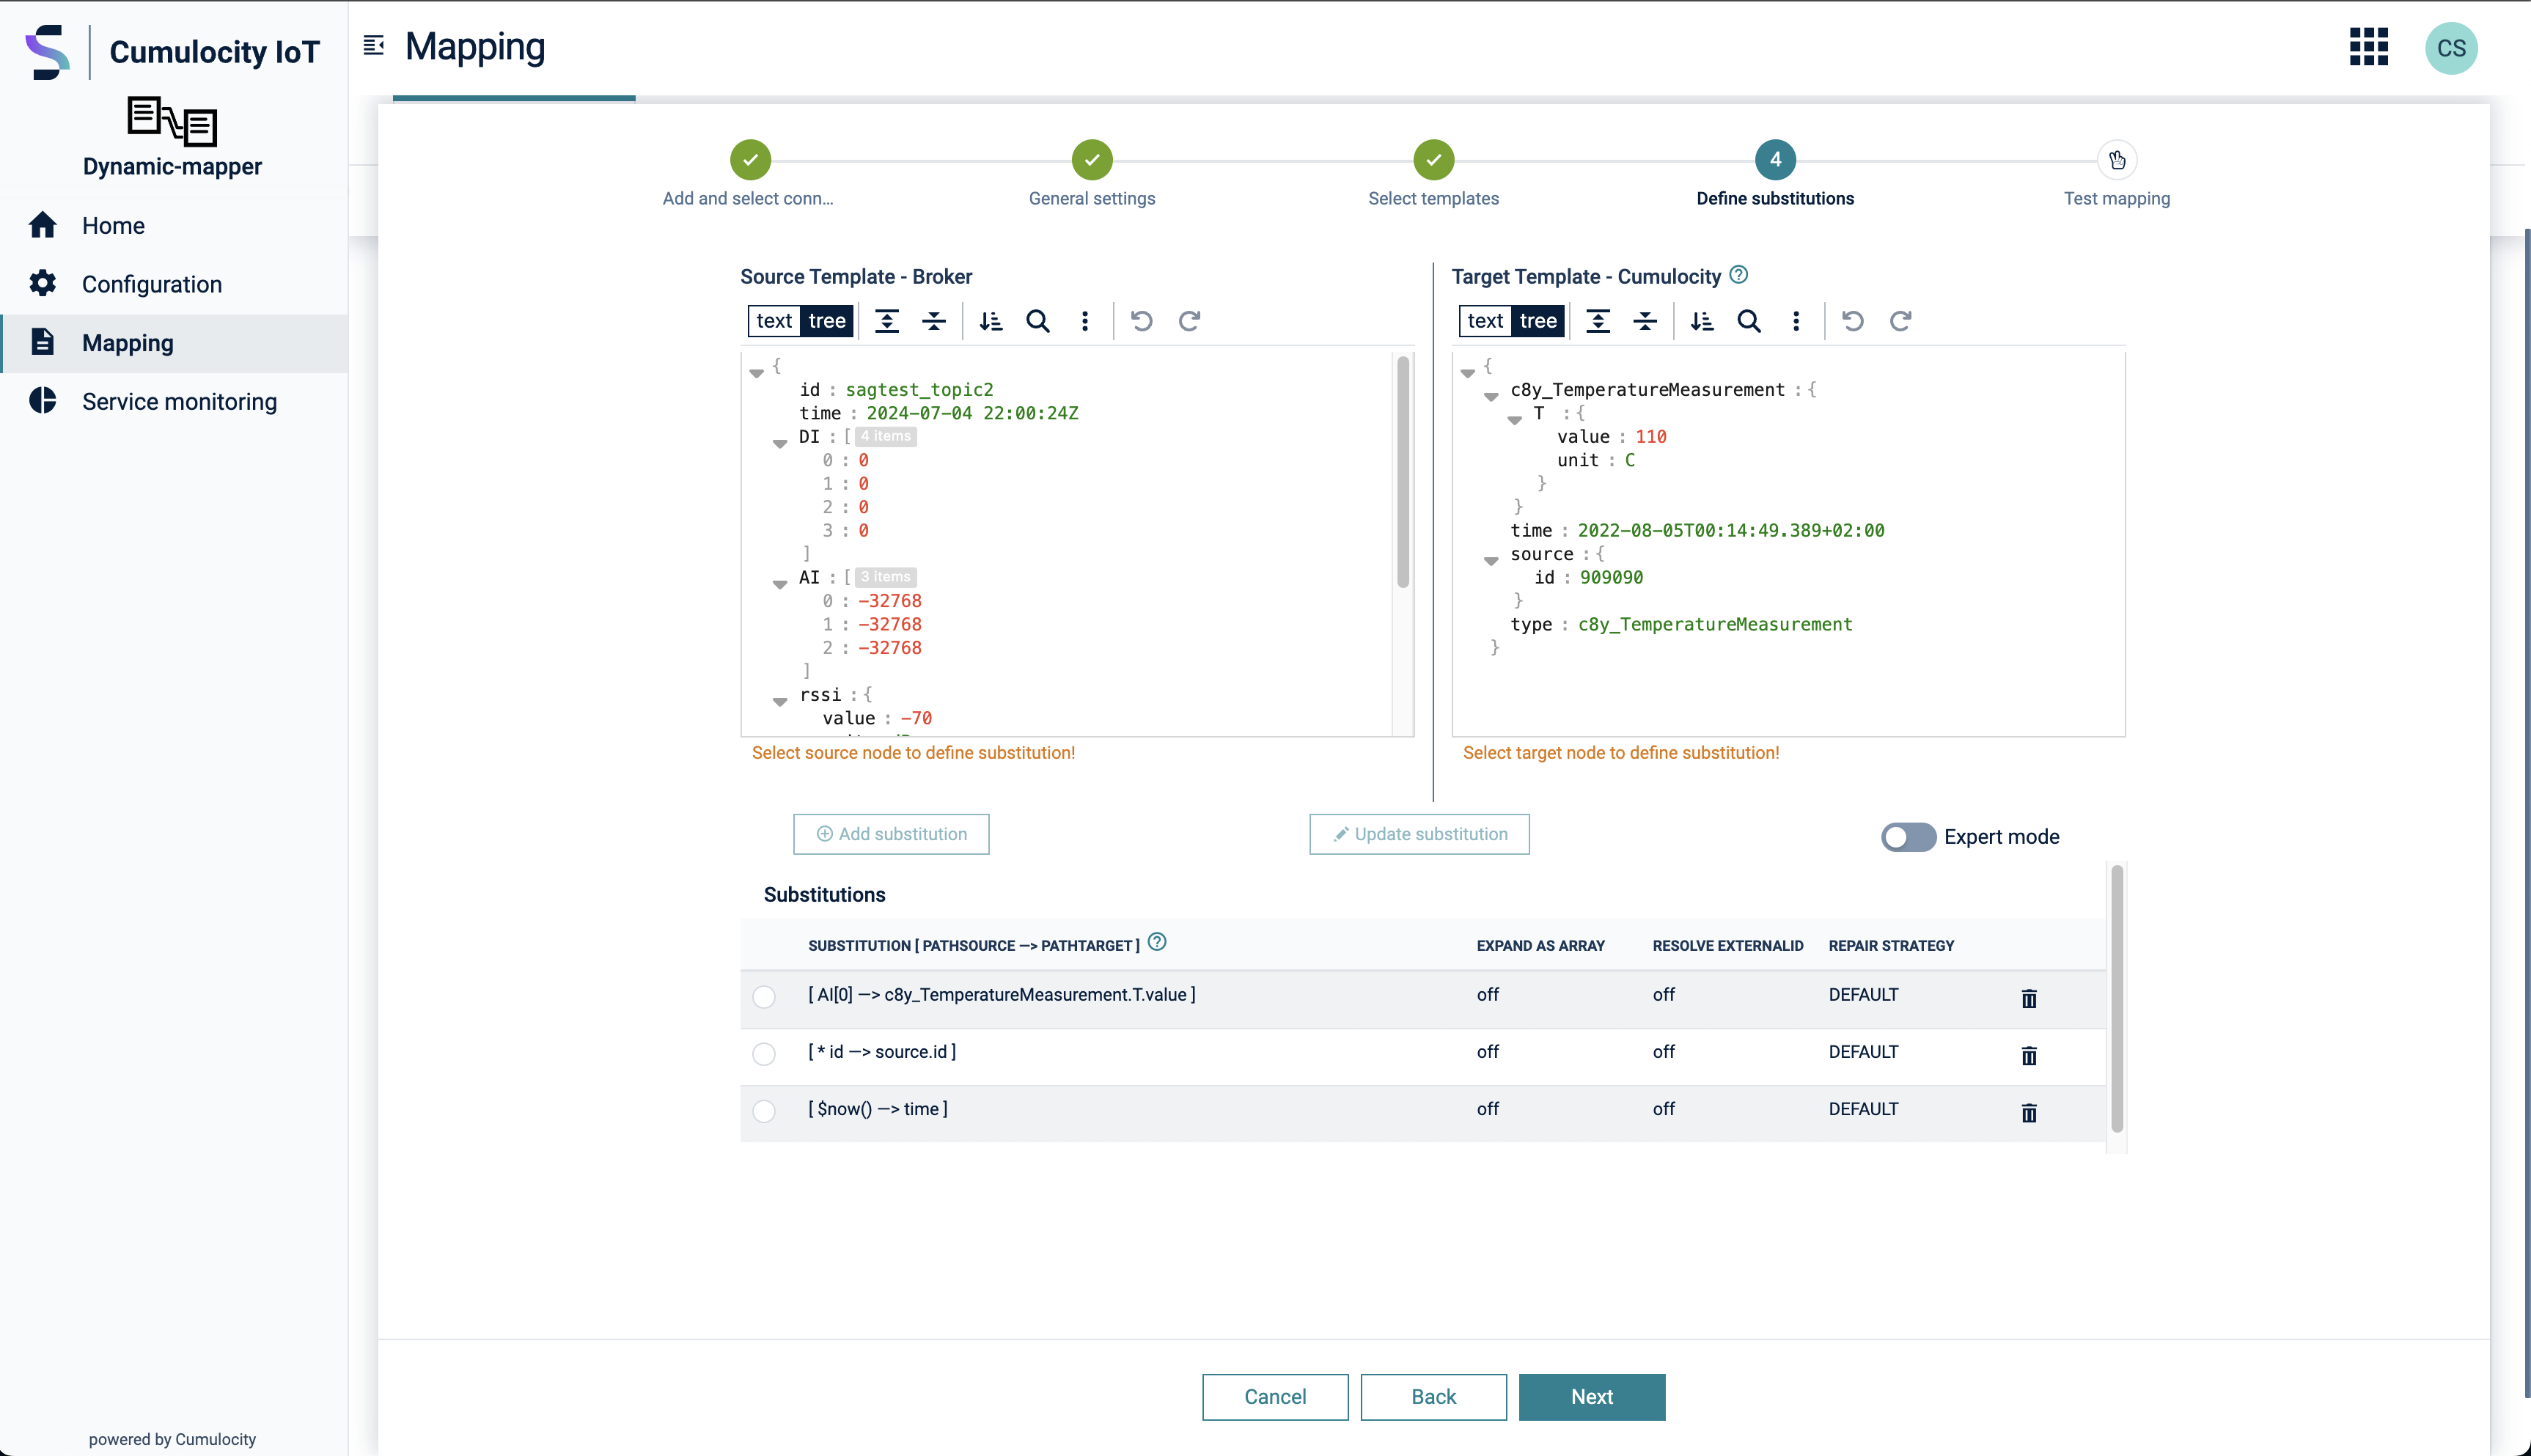 Cumulocity IoT
Mapping
CS
Dynamic-mapper
Home
Configuration
Mapping
Service monitoring
powered by Cumulocity
4
Add and select conn...
General settings
Select templates
Define substitutions
Test mapping
Source Template - Broker
text tree
{
id : sagtest_topic2
time : 2024-07-04 22:00:24Z
DI : [ 4 items
0 : 0
1 : 0
2 : 0
3 : 0
]
AI : [ 3 items
0 : -32768
1 : -32768
2 : -32768
]
rssi : {
value : -70
Select source node to define substitution!
Target Template - Cumulocity
text tree
{
c8y_TemperatureMeasurement : {
T : {
value : 110
unit : C
}
}
time : 2022-08-05T00:14:49.389+02:00
source : {
id : 909090
}
type : c8y_TemperatureMeasurement
}
Select target node to define substitution!
Add substitution
Update substitution
Expert mode
Substitutions
SUBSTITUTION [ PATHSOURCE —> PATHTARGET ] EXPAND AS ARRAY RESOLVE EXTERNALID REPAIR STRATEGY
[ AI[0] —> c8y_TemperatureMeasurement.T.value ] off off DEFAULT
[ * id —> source.id ] off off DEFAULT
[ $now() —> time ] off off DEFAULT
Cancel
Back
Next